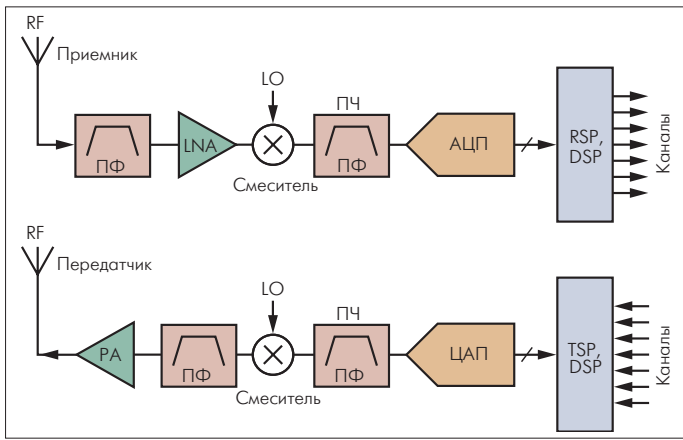 RF
Приемник
LO
ПЧ
ПФ
LNA
ПФ
АЦП
RSP,
DSP
Каналы
Смеситель
RF
Передатчик
LO
ПЧ
PA
ПФ
ПФ
ЦАП
TSP,
DSP
Каналы
Смеситель